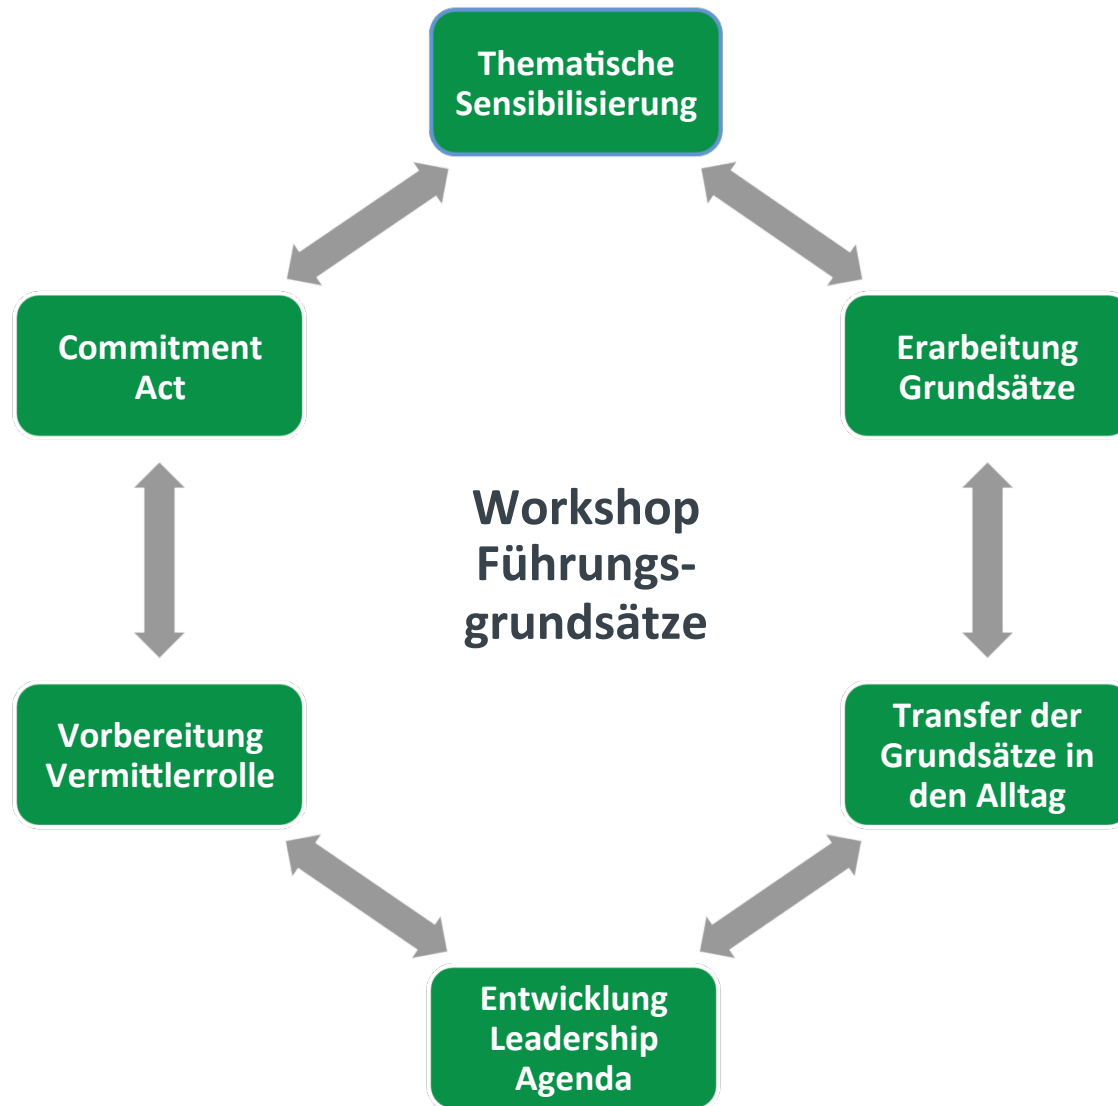 Thematische
Sensibilisierung
Commitment
Act
Erarbeitung
Grundsätze
Workshop
Führungs-
grundsätze
Vorbereitung
Vermittlerrolle
Transfer der
Grundsätze in
den Alltag
Entwicklung
Leadership
Agenda